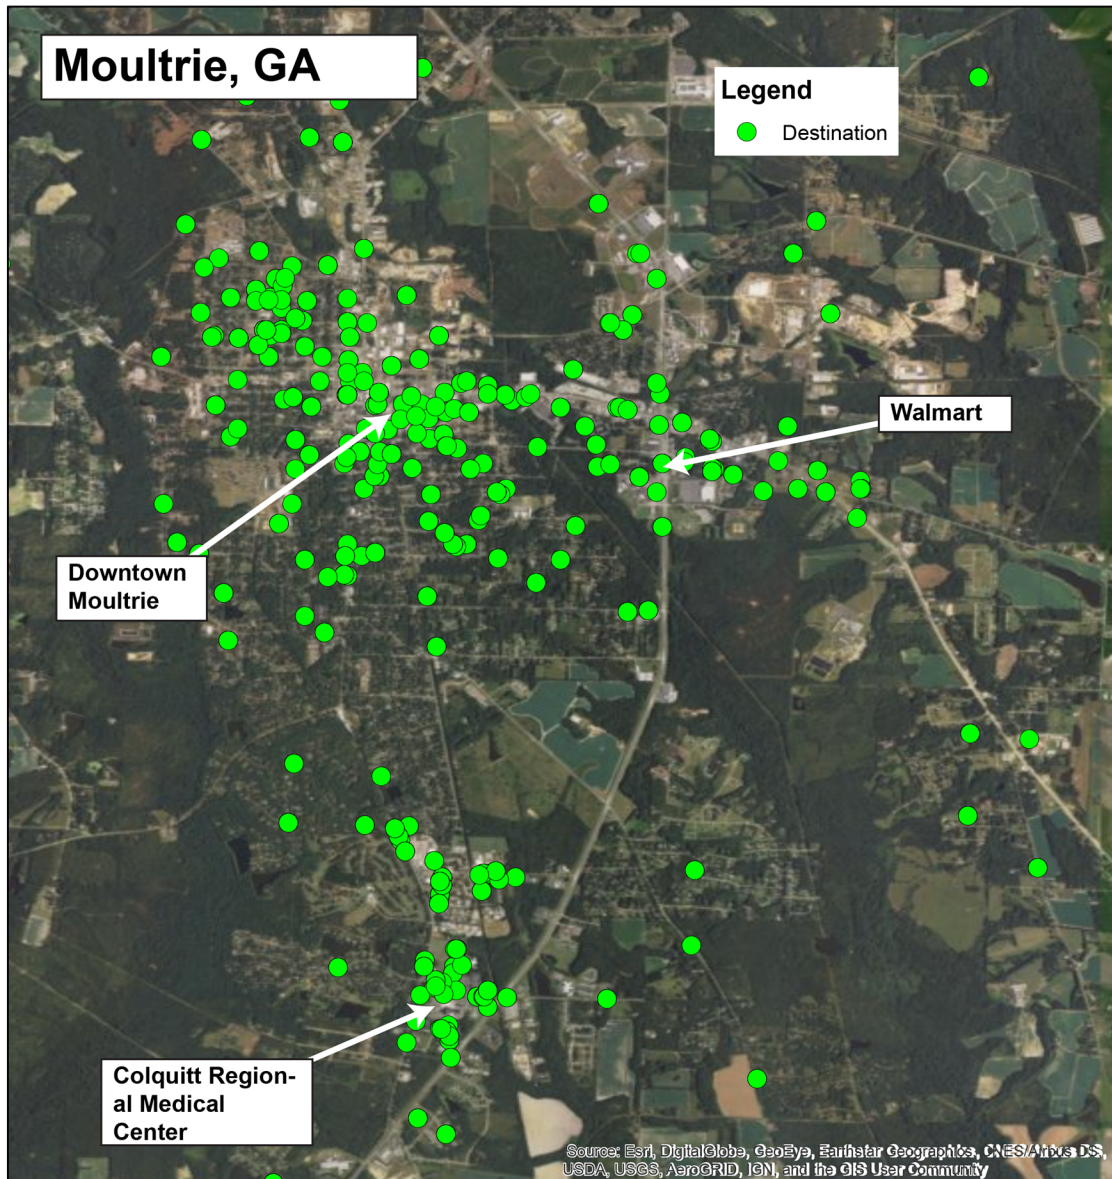 Moultrie, GA
Legend
Destination
Walmart
Downtown
Moultrie
Colquitt Region-
al Medical
Center
Source: Esri, DigitalGlobe, GeoEye, Earthstar Geographics, CNES/Airbus DS,
USDA, USGS, AeroGRID, IGN, and the GIS User Community